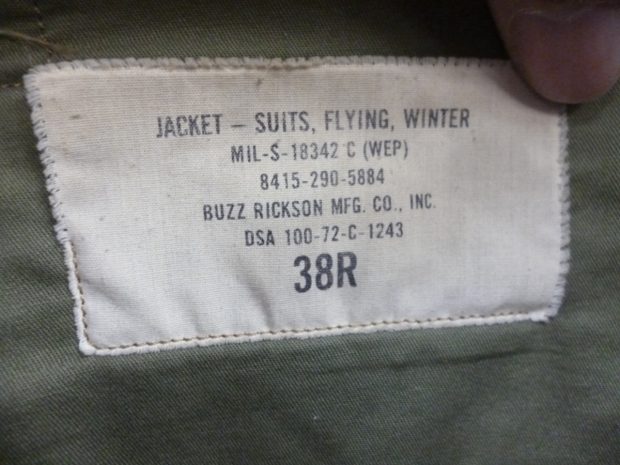 JACKET – SUITS, FLYING, WINTER
MIL-S-18342 C (WEP)
8415-290-5884
BUZZ RICKSON MFG. CO., INC.
DSA 100-72-C-1243
38R